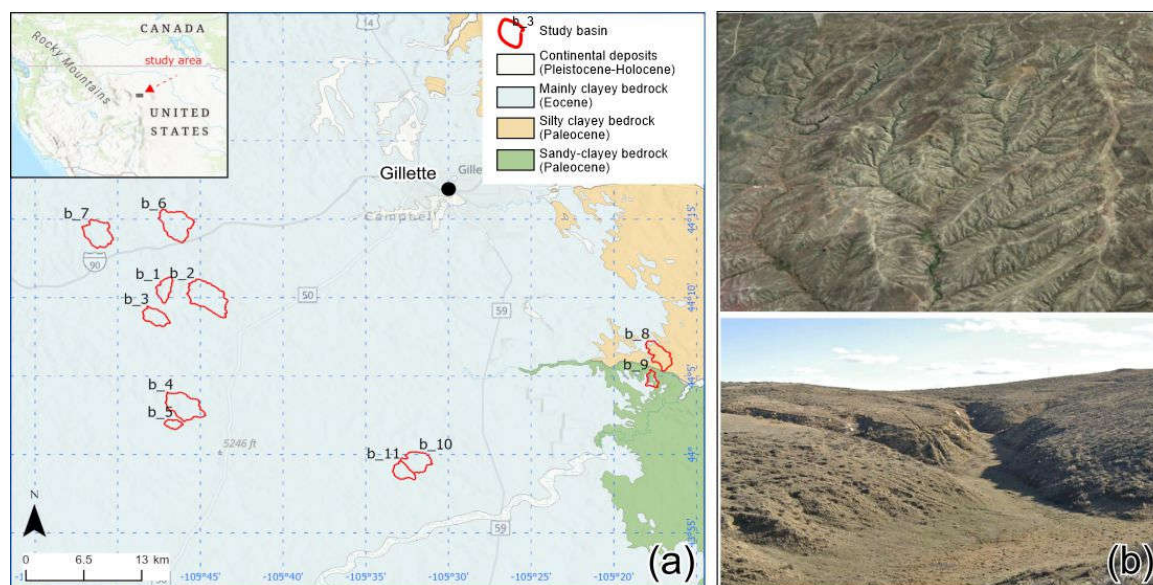 CANADA
Rocky Mountains
study area
UNITED
STATES
b_3
Study basin
Continental deposits
(Pleistocene-Holocene)
Mainly clayey bedrock
(Eocene)
Silty clayey bedrock
(Paleocene)
Sandy-clayey bedrock
(Paleocene)
14
Gillette
Campbell
b_7
b_6
90
b_1
b_2
b_3
50
59
b_8
b_9
b_4
b_5
5246 ft
b_10
b_11
59
44°15'
44°10'
44°5'
44°
43°55'
N
0
6.5
13 km
-105°45'
-105°40'
-105°35'
-105°30'
-105°25'
-105°20'
(a)
(b)